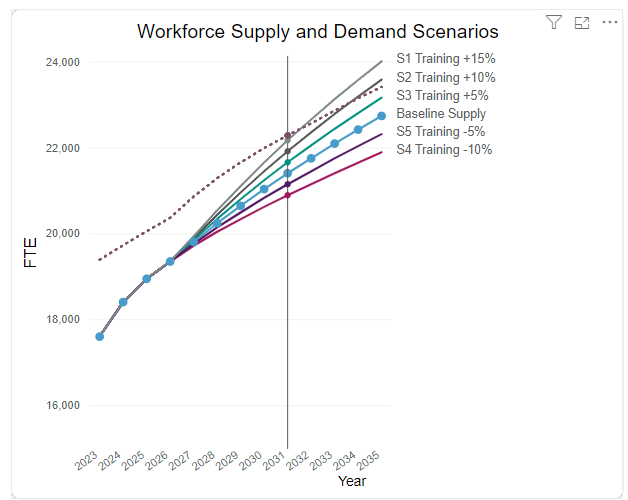 Workforce Supply and Demand Scenarios
24,000
22,000
20,000
18,000
16,000
FTE
S1 Training +15%
S2 Training +10%
S3 Training +5%
Baseline Supply
S5 Training -5%
S4 Training -10%
2023
2024
2025
2026
2027
2028
2029
2030
2031
2032
2033
2034
2035
Year